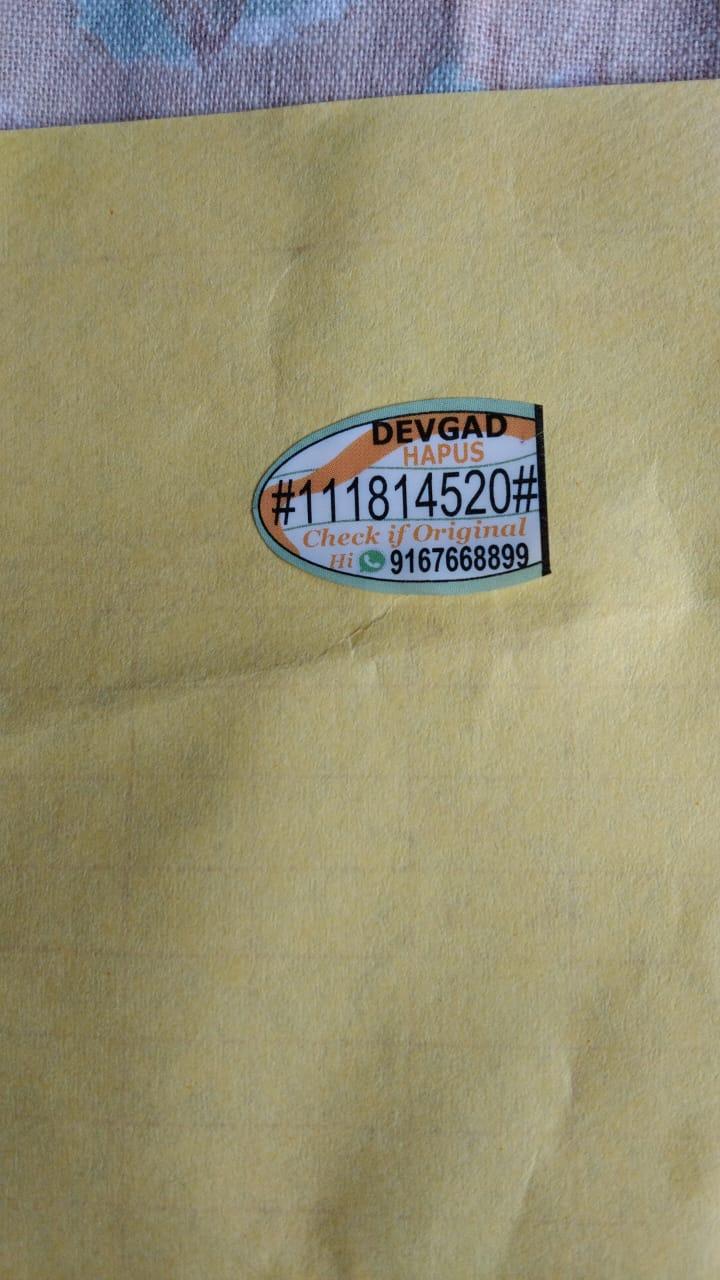 DEVGAD
HAPUS
#111814520#
Check if Original
Hi 9167668899